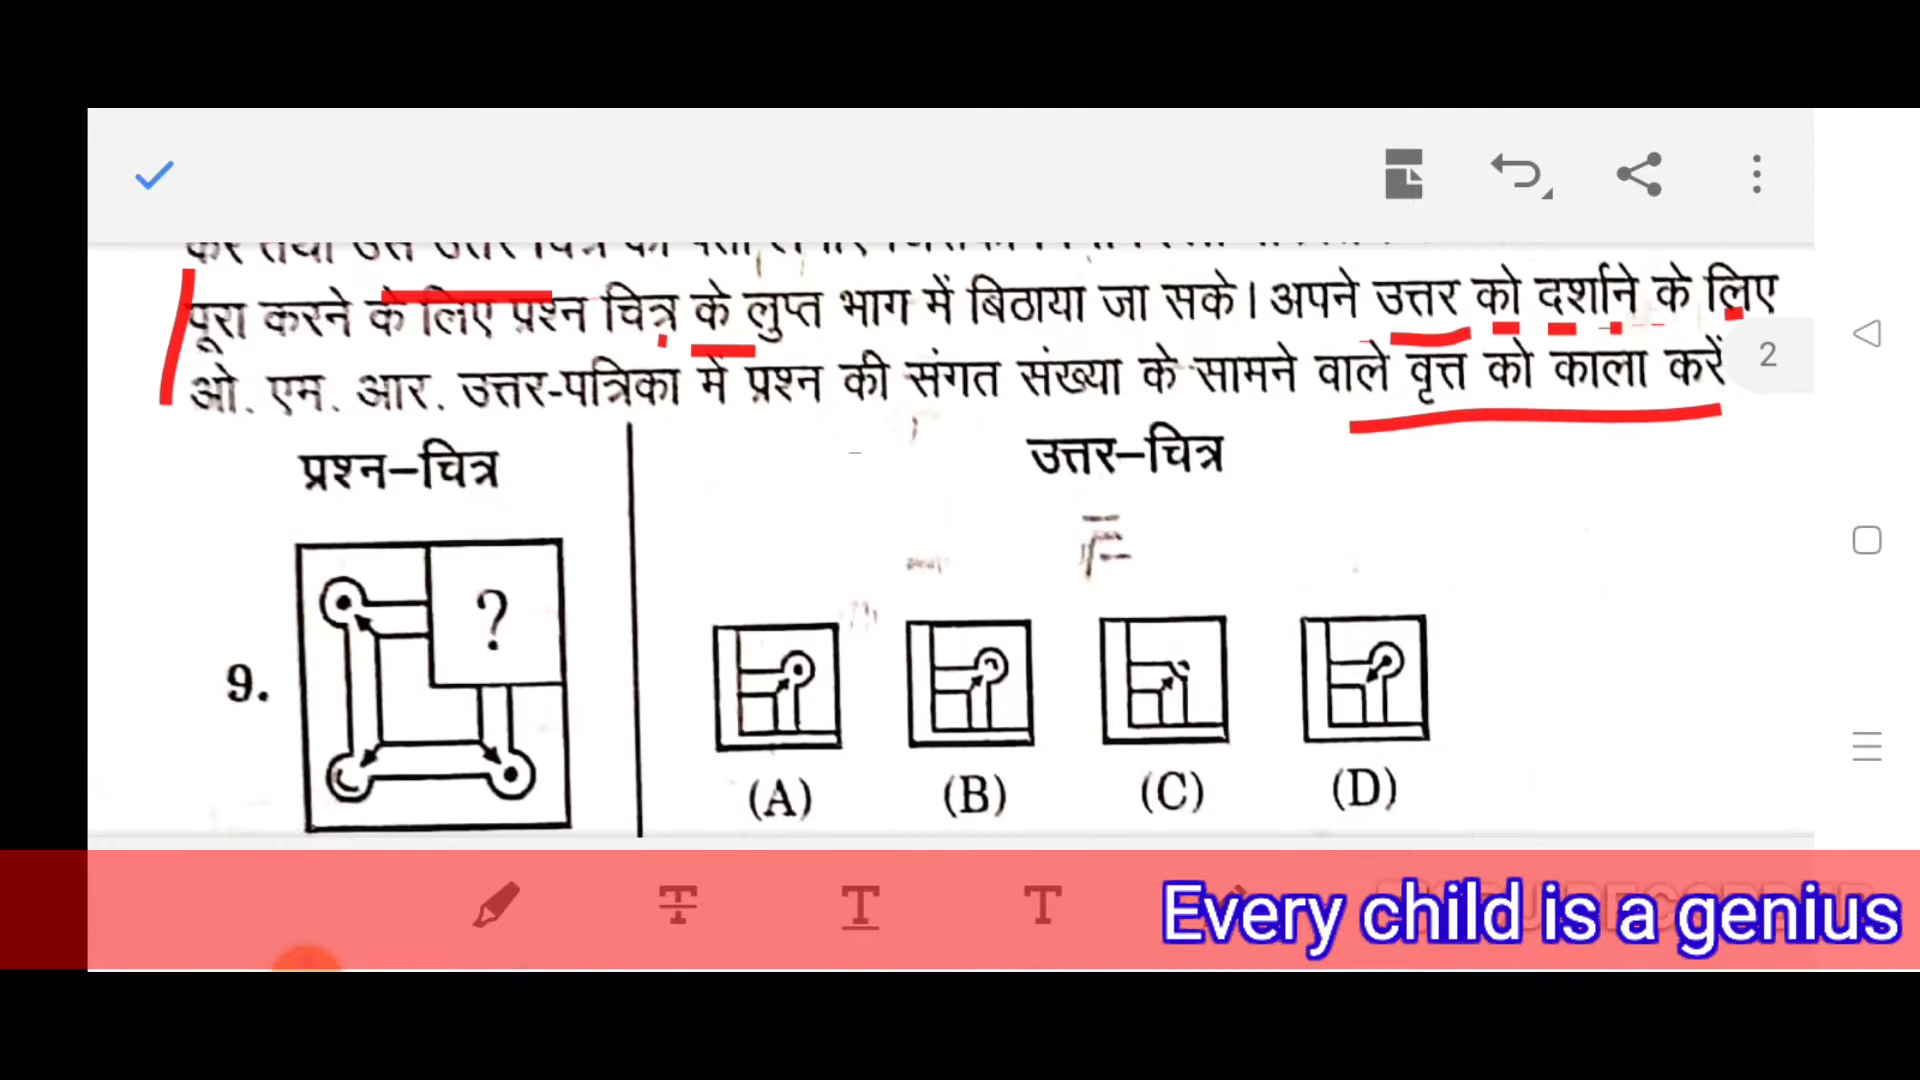 पूरा करने के लिए प्रश्न चित्र के लुप्त भाग में बिठाया जा सके। अपने उत्तर को दर्शाने के लिए
ओ. एम. आर. उत्तर-पत्रिका में प्रश्न की संगत संख्या के सामने वाले वृत्त को काला करें
2
प्रश्न–चित्र
उत्तर–चित्र
9.
?
(A) (B) (C) (D)
Every child is a genius